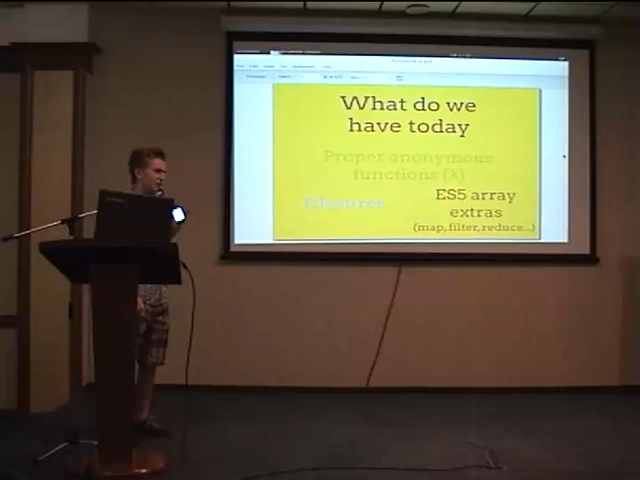 What do we
have today
Proper anonymous
functions (λ)
Closures
ES5 array
extras
(map, filter, reduce...)